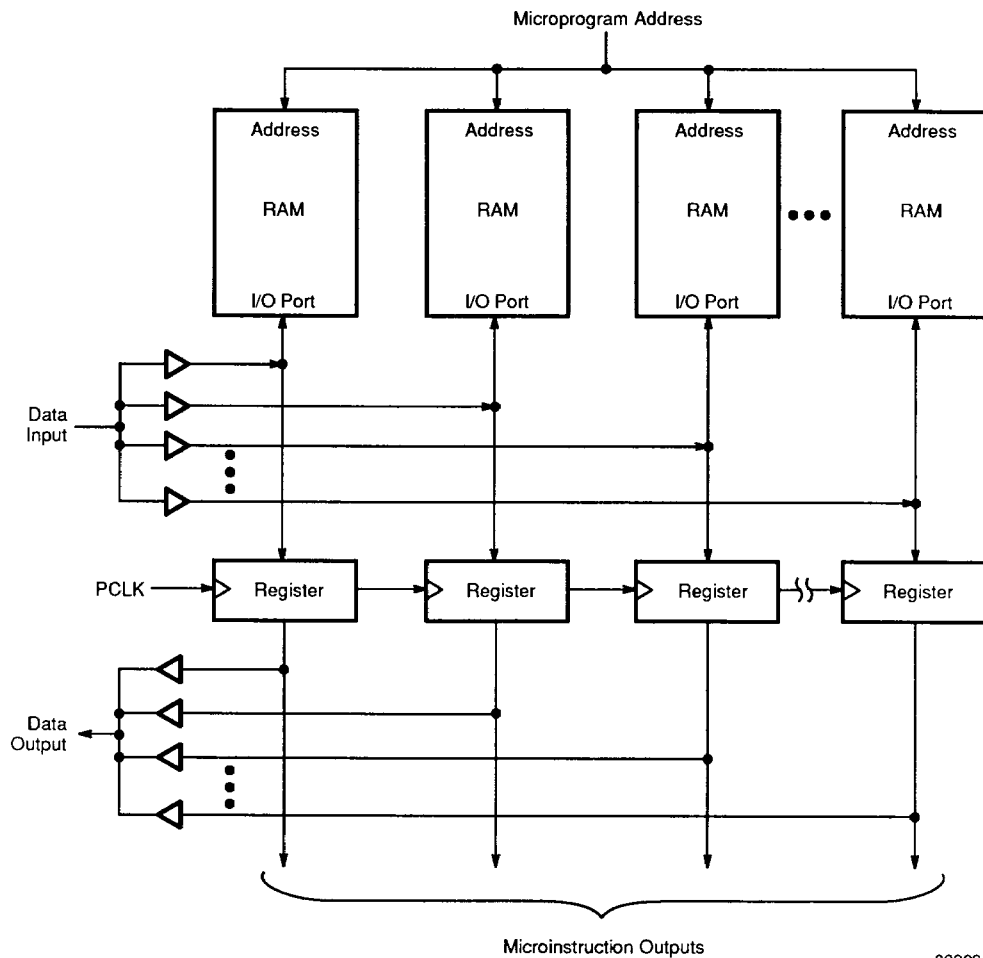 Microprogram Address
Address Address Address Address
RAM RAM RAM RAM
I/O Port I/O Port I/O Port I/O Port
Data
Input
PCLK Register Register Register Register
Data
Output
Microinstruction Outputs